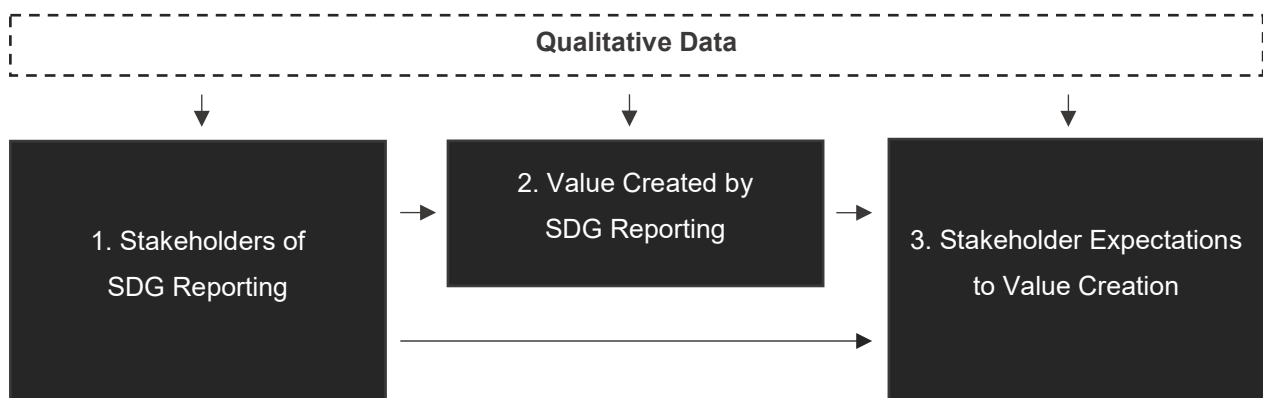 Qualitative Data
1. Stakeholders of
SDG Reporting
2. Value Created by
SDG Reporting
3. Stakeholder Expectations
to Value Creation